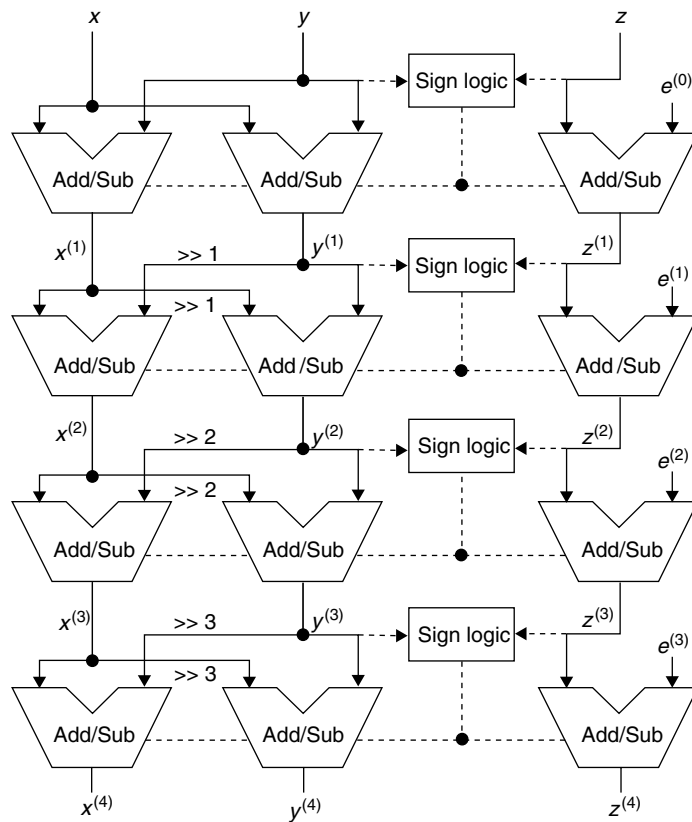 x y z
Sign logic
e(0)
Add/Sub Add/Sub Add/Sub
x(1) >> 1 y(1) Sign logic z(1)
>> 1 e(1)
Add/Sub Add/Sub Add/Sub
x(2) >> 2 y(2) Sign logic z(2)
>> 2 e(2)
Add/Sub Add/Sub Add/Sub
x(3) >> 3 y(3) Sign logic z(3)
>> 3 e(3)
Add/Sub Add/Sub Add/Sub
x(4) y(4) z(4)